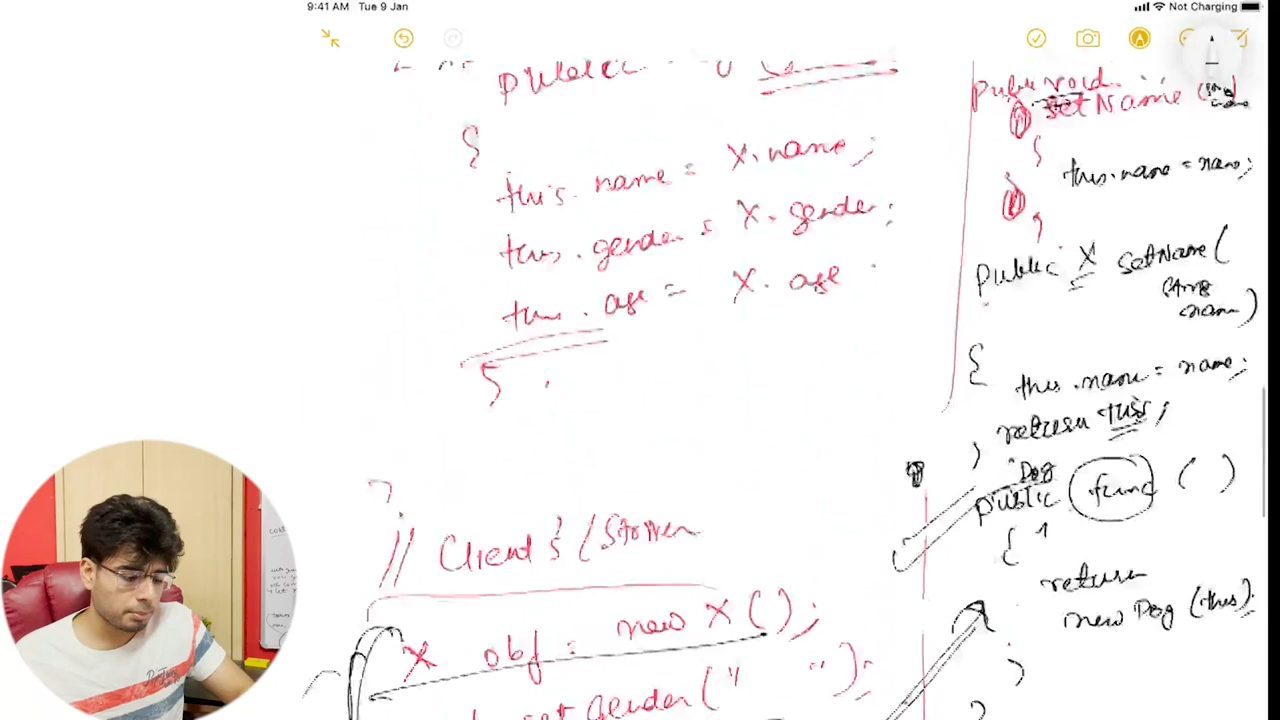 9:41 AM Tue 9 Jan
Not Charging
public
{
this.name = X.name;
this.gender = X.gender;
this.age = X.age
}
// Client's
X obj = new X();
set gender(" ");
public void
setName(
{
this.name = name;
}
public X setName(
String
name)
{
this.name = name;
return this;
}
Dog
public func ()
{
return
new Dog (this);
}